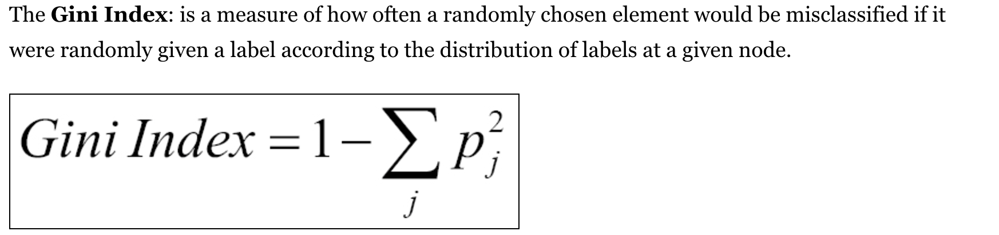 The Gini Index: is a measure of how often a randomly chosen element would be misclassified if it
were randomly given a label according to the distribution of labels at a given node.
Gini Index = 1 − ∑ p_j^2
j